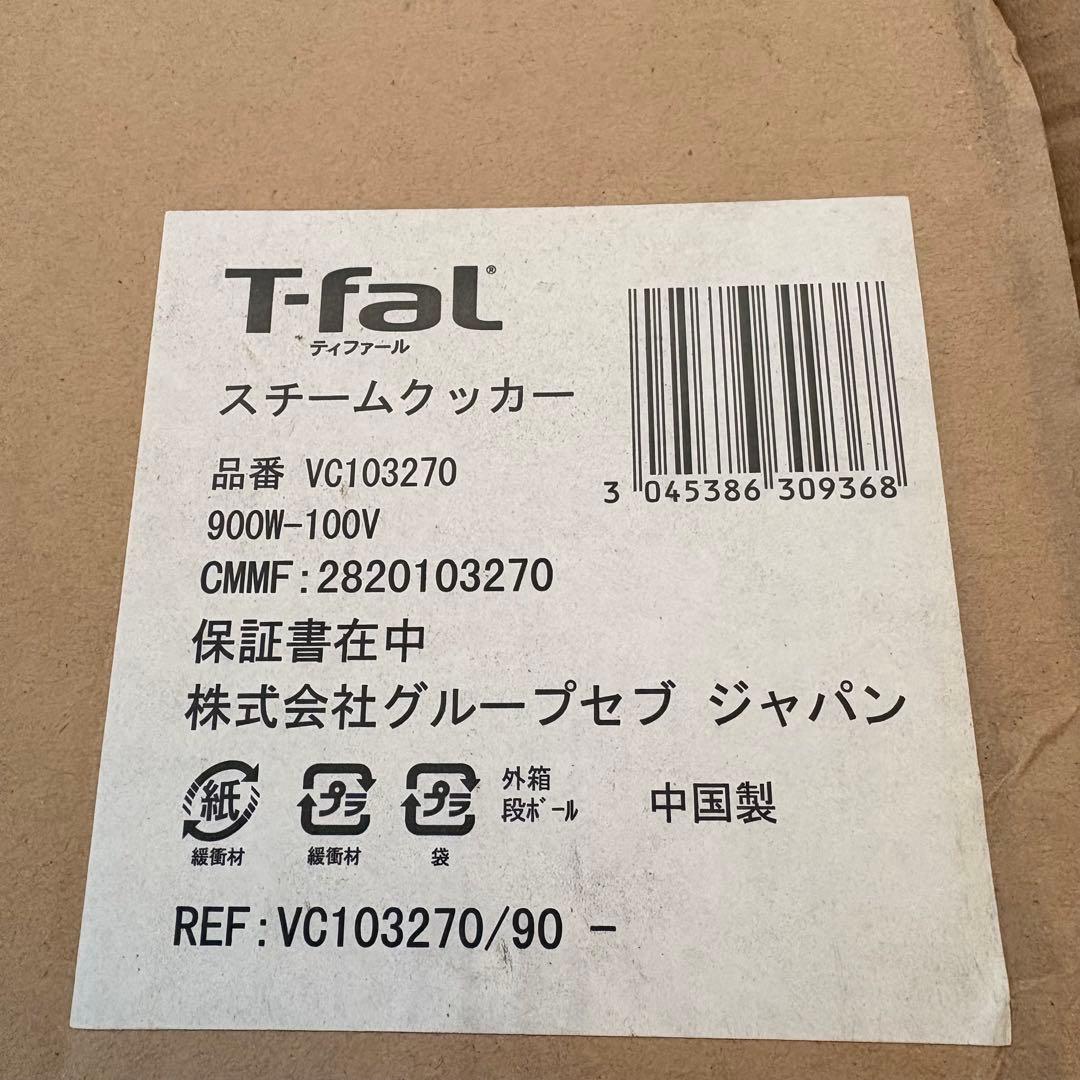 T-fal®
ティファール
スチームクッカー
品番 VC103270
900W-100V
CMMF:2820103270
保証書在中
株式会社グループセブ ジャパン
紙
緩衝材
プラ
緩衝材
プラ
袋
外箱
段ボール
中国製
REF:VC103270/90 -
3 045386 309368